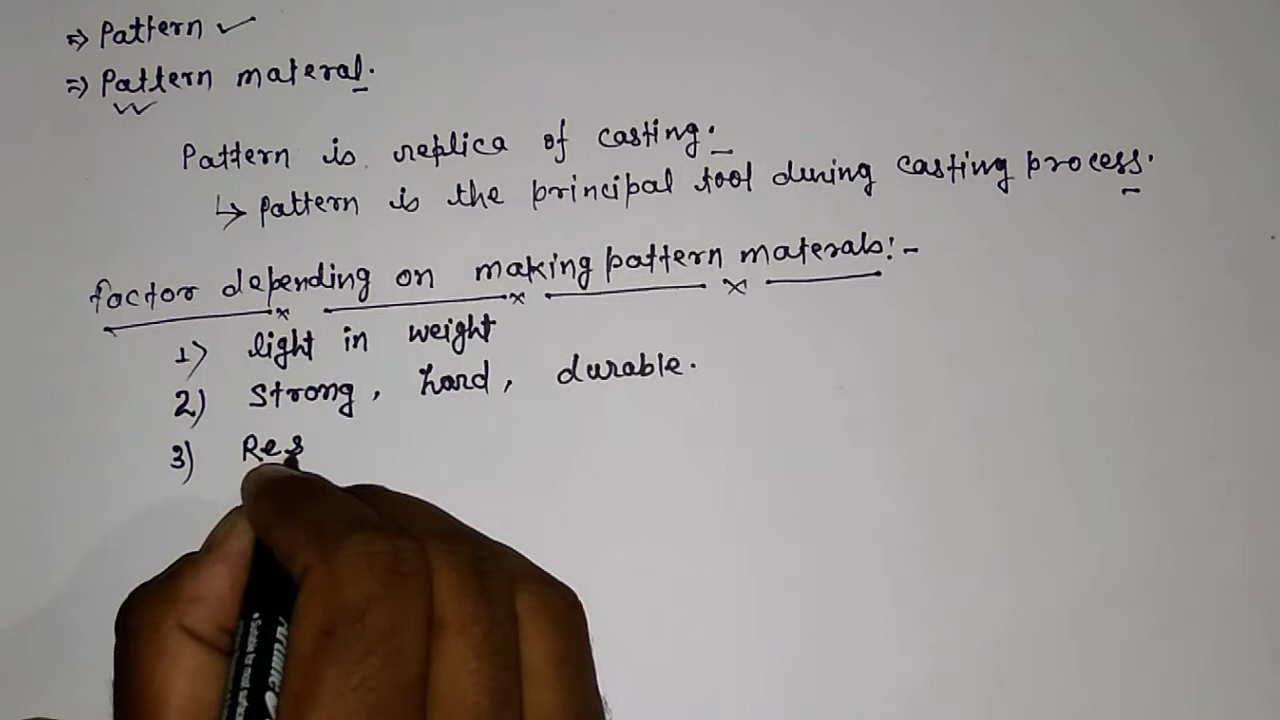 ⇒ Pattern ✓
⇒ Pattern materal.
Pattern is replica of casting.
↳ pattern is the principal tool during casting process.
factor depending on making pattern materals:-
1) light in weight
2) Strong, hard, durable.
3) Res